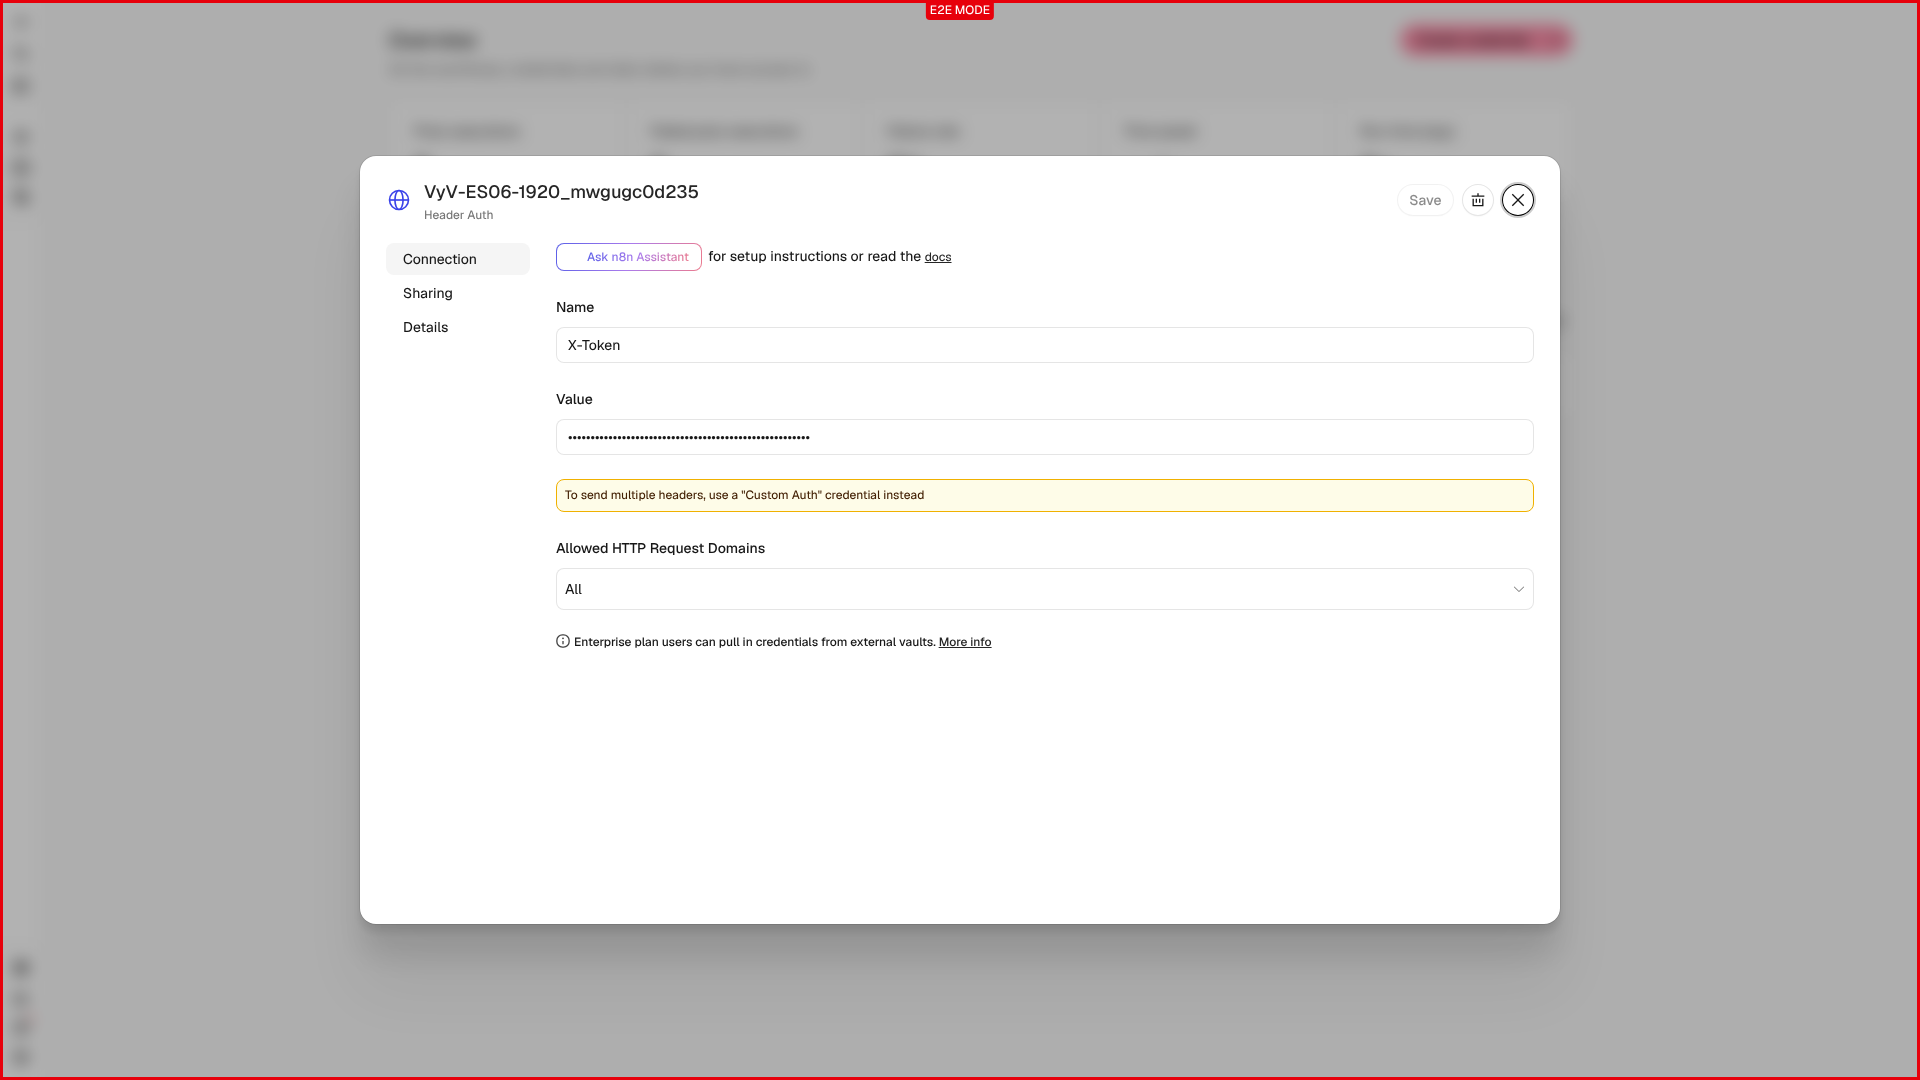 E2E MODE
VyV-ES06-1920_mwgugc0d235
Header Auth
Save
Connection
Sharing
Details
Ask n8n Assistant for setup instructions or read the docs
Name
X-Token
Value
To send multiple headers, use a "Custom Auth" credential instead
Allowed HTTP Request Domains
All
Enterprise plan users can pull in credentials from external vaults. More info